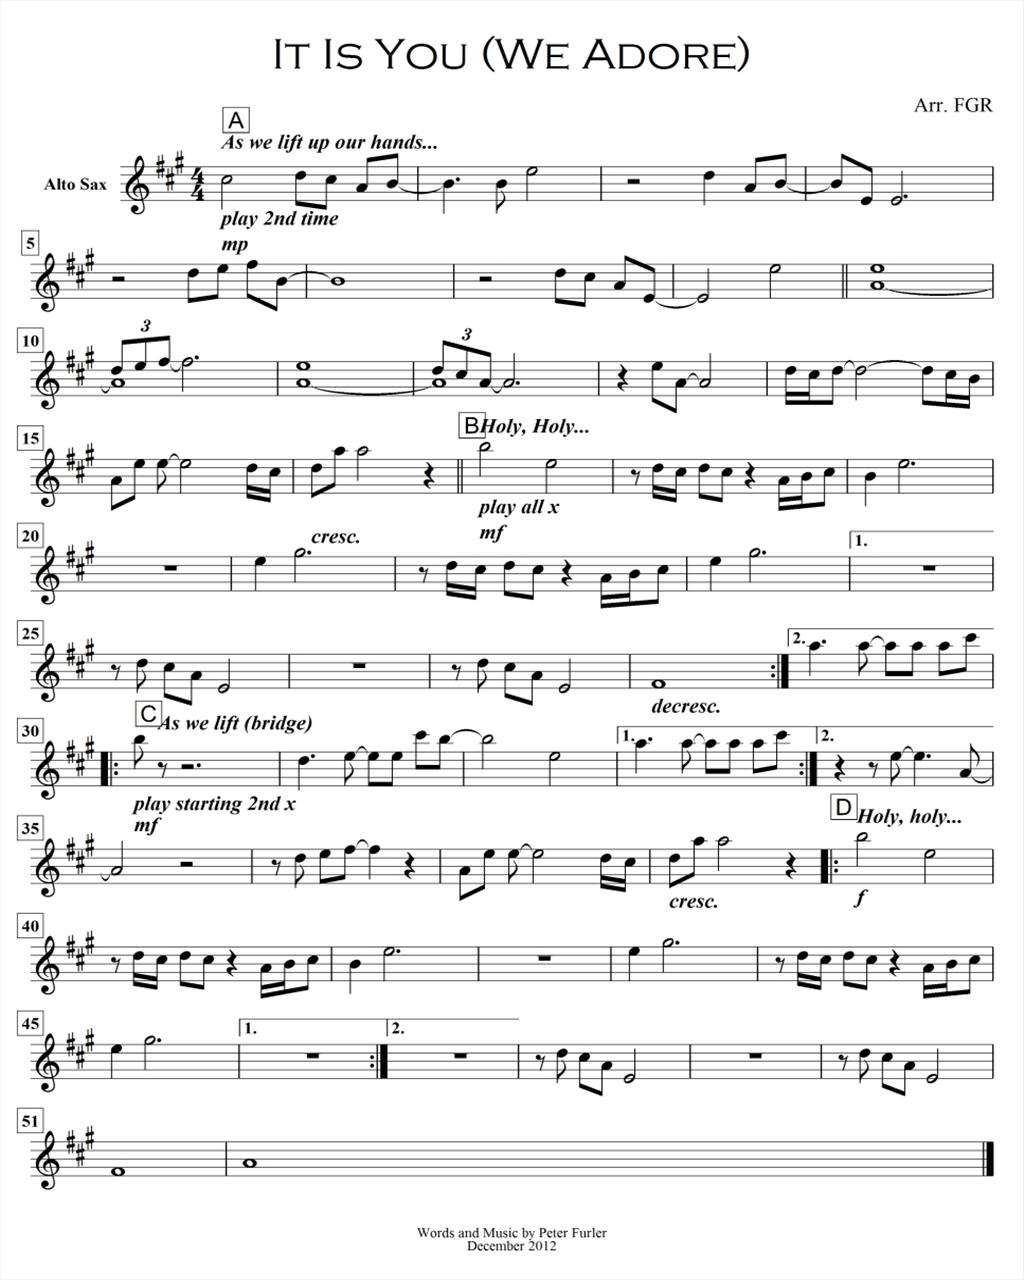 IT IS YOU (WE ADORE)
Arr. FGR
A
As we lift up our hands...
Alto Sax
play 2nd time
mp
5
10
3
3
15
B Holy, Holy...
play all x
mf
20
cresc.
1.
25
2.
decresc.
C As we lift (bridge)
30
1.
2.
play starting 2nd x
mf
D Holy, holy...
35
cresc.
f
40
45
1.
2.
51
Words and Music by Peter Furler
December 2012